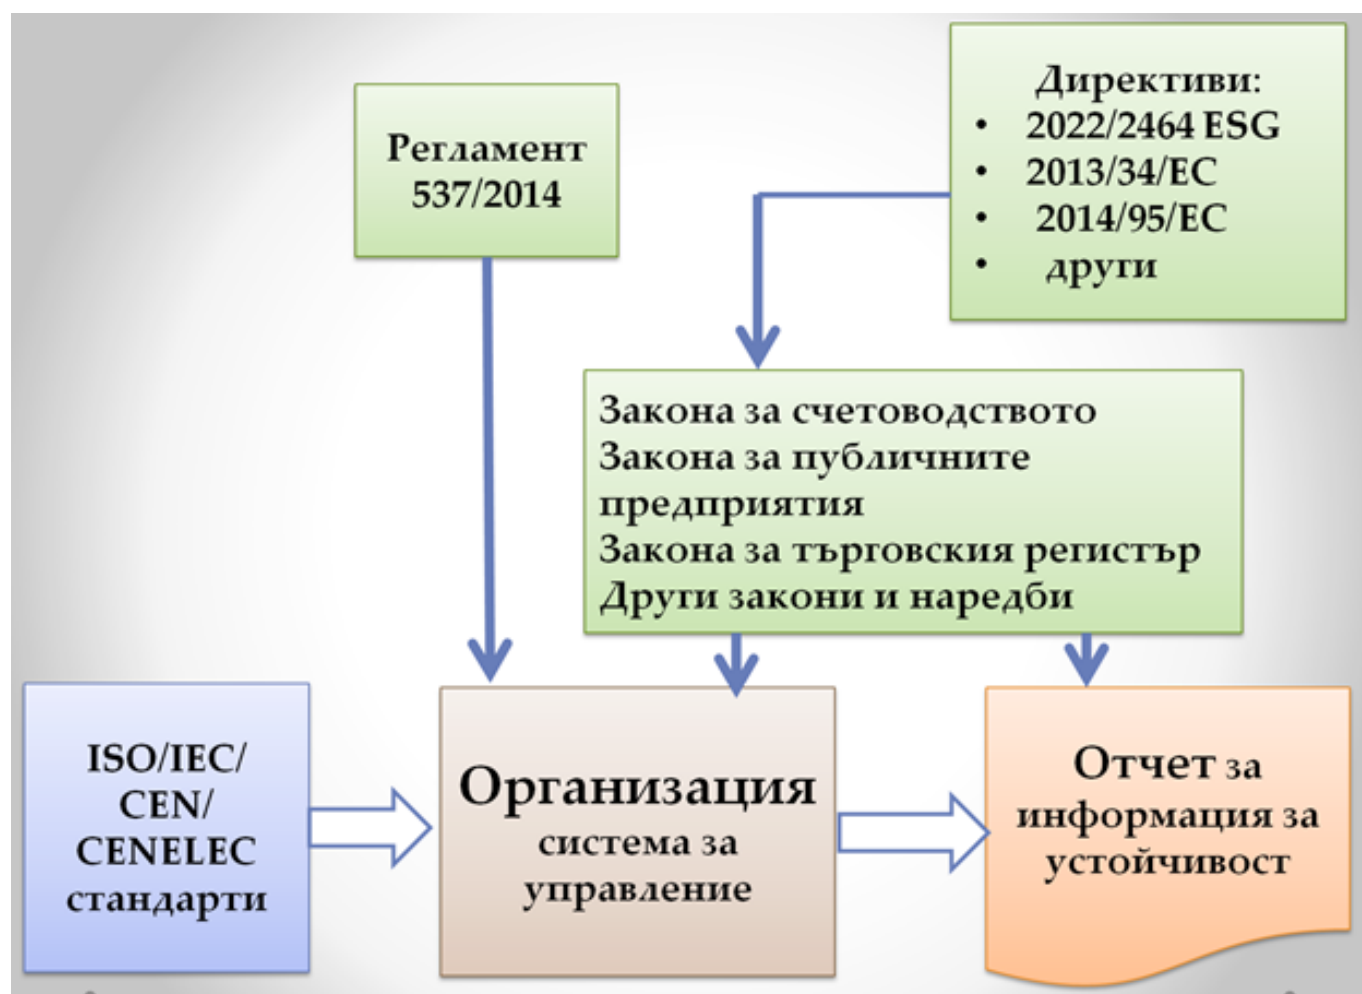 Регламент
537/2014
Директиви:
• 2022/2464 ESG
• 2013/34/ЕС
• 2014/95/ЕС
• други
Закона за счетоводството
Закона за публичните
предприятия
Закона за търговския регистър
Други закони и наредби
ISO/IEC/
CEN/
CENELEC
стандарти
Организация
система за
управление
Отчет за
информация за
устойчивост